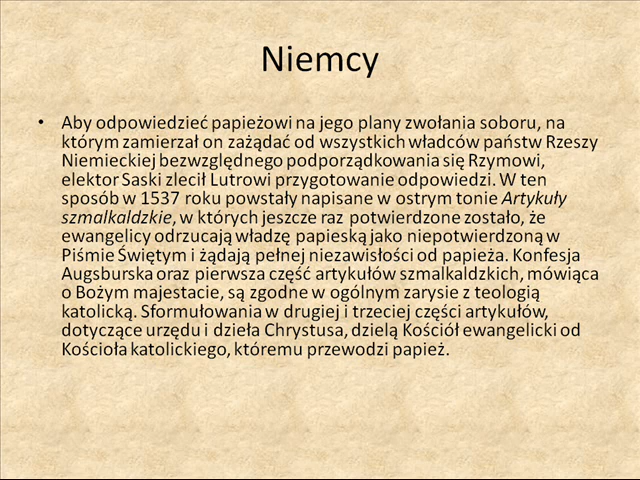 Niemcy
• Aby odpowiedzieć papieżowi na jego plany zwołania soboru, na
którym zamierzał on zażądać od wszystkich władców państw Rzeszy
Niemieckiej bezwzględnego podporządkowania się Rzymowi,
elektor Saski zlecił Lutrowi przygotowanie odpowiedzi. W ten
sposób w 1537 roku powstały napisane w ostrym tonie Artykuły
szmalkaldzkie, w których jeszcze raz potwierdzone zostało, że
ewangelicy odrzucają władzę papieską jako niepotwierdzoną w
Piśmie Świętym i żądają pełnej niezawisłości od papieża. Konfesja
Augsburska oraz pierwsza część artykułów szmalkaldzkich, mówiąca
o Bożym majestacie, są zgodne w ogólnym zarysie z teologią
katolicką. Sformułowania w drugiej i trzeciej części artykułów,
dotyczące urzędu i dzieła Chrystusa, dzielą Kościół ewangelicki od
Kościoła katolickiego, któremu przewodzi papież.